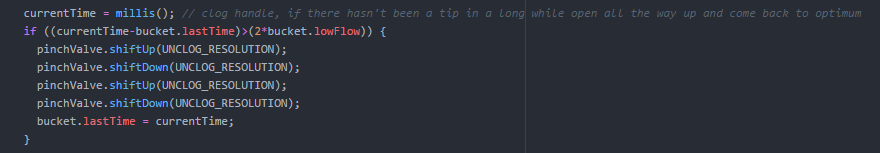 currentTime = millis(); // clog handle, if there hasn't been a tip in a long while open all the way up and come back to optimum
if ((currentTime-bucket.lastTime)>(2*bucket.lowFlow)) {
pinchValve.shiftUp(UNCLOG_RESOLUTION);
pinchValve.shiftDown(UNCLOG_RESOLUTION);
pinchValve.shiftUp(UNCLOG_RESOLUTION);
pinchValve.shiftDown(UNCLOG_RESOLUTION);
bucket.lastTime = currentTime;
}